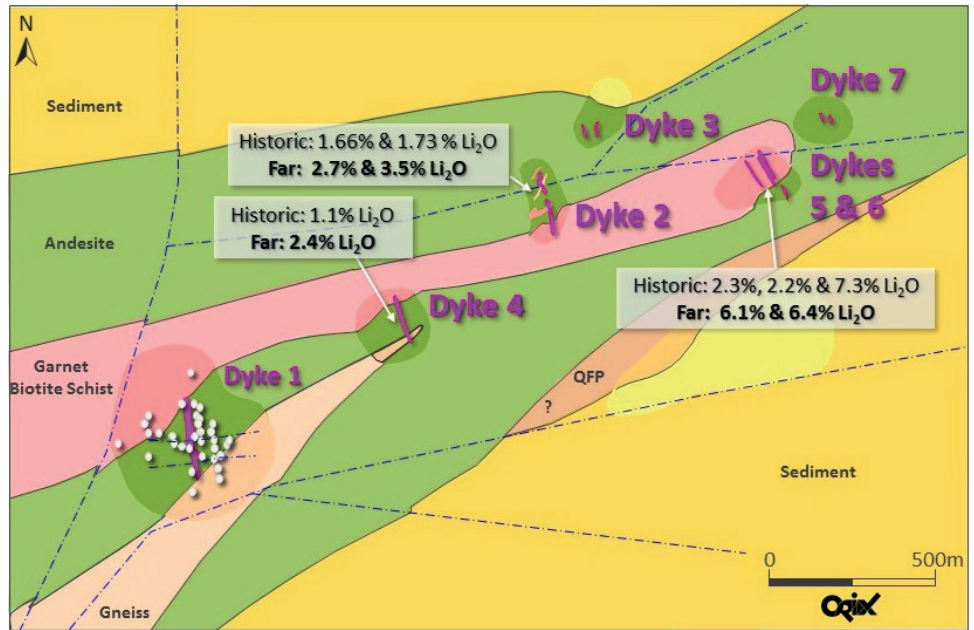 N
Sediment
Dyke 7
Dyke 3
Historic: 1.66% & 1.73 % Li₂O
Far: 2.7% & 3.5% Li₂O
Dykes
5 & 6
Historic: 1.1% Li₂O
Far: 2.4% Li₂O
Dyke 2
Andesite
Historic: 2.3%, 2.2% & 7.3% Li₂O
Far: 6.1% & 6.4% Li₂O
Dyke 4
Garnet
Biotite Schist
Dyke 1
QFP
?
Sediment
0
500m
Gneiss